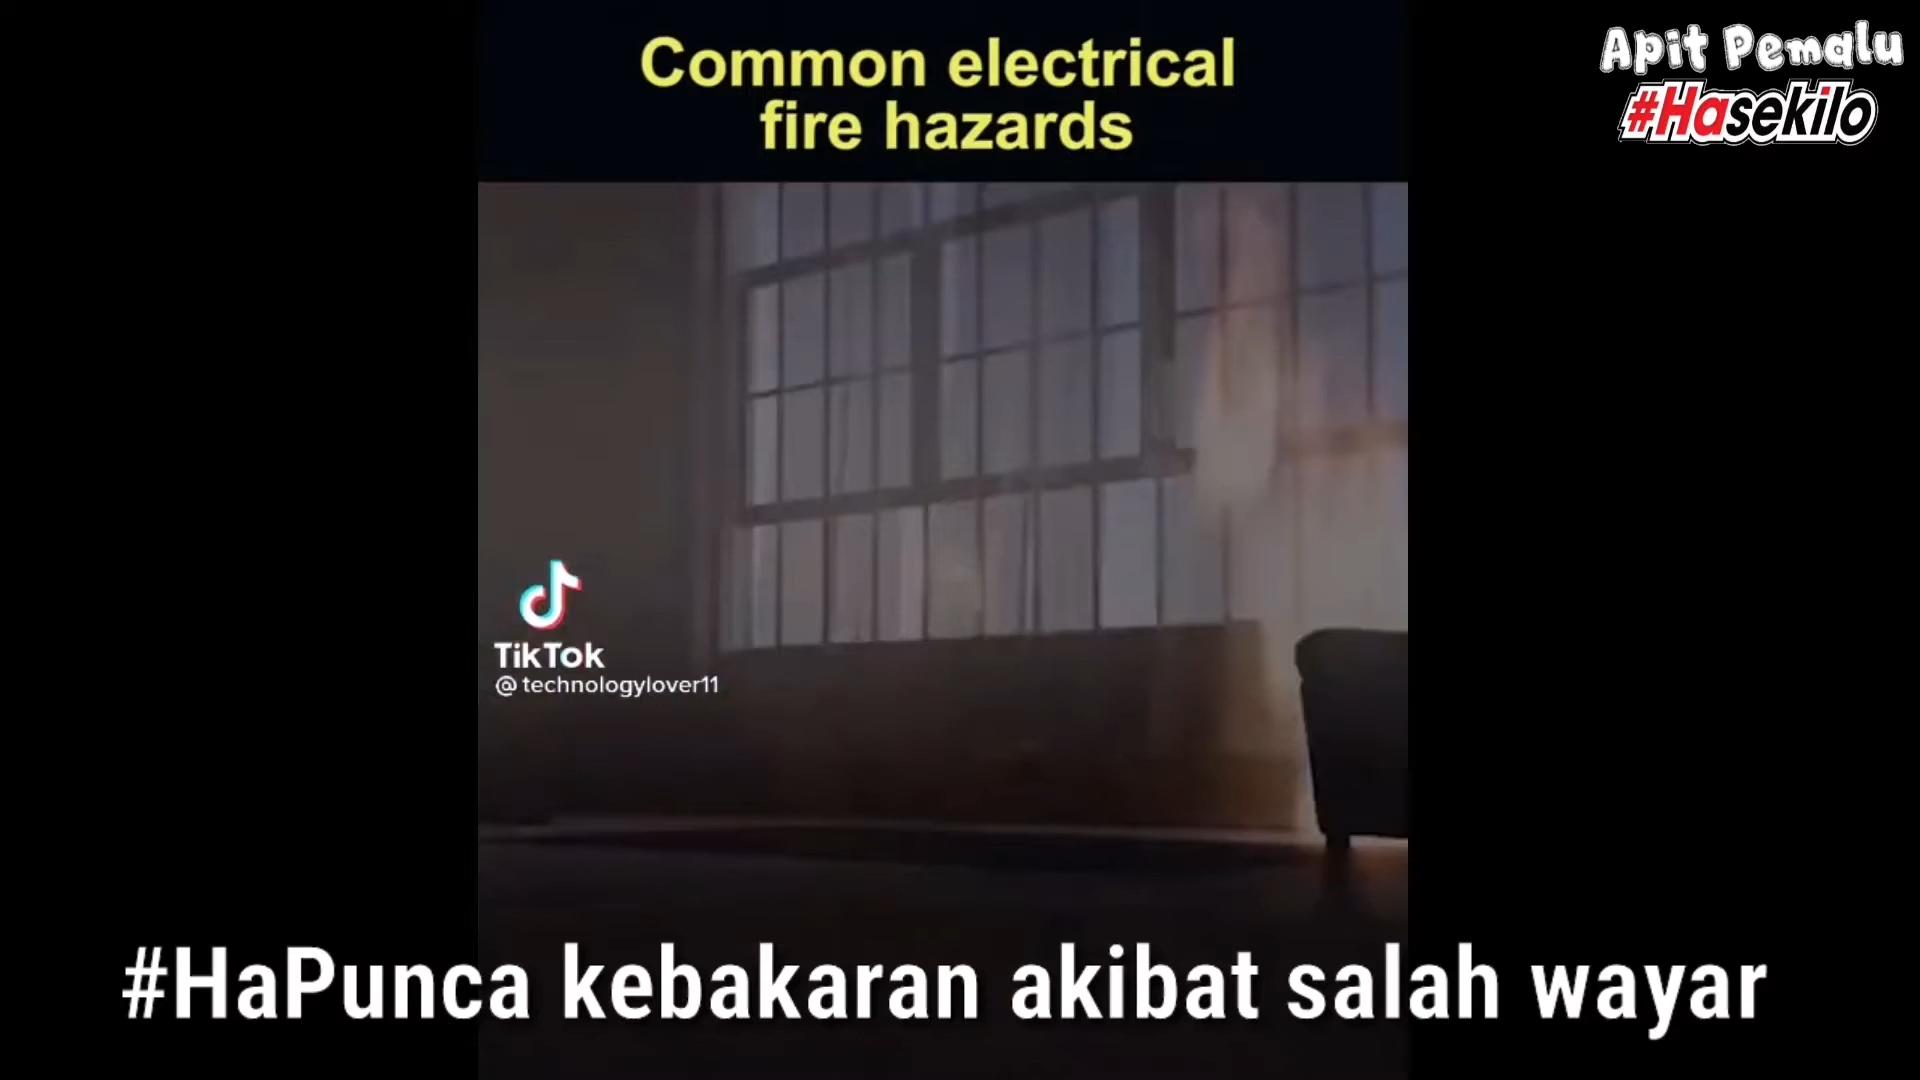 Common electrical
fire hazards
Apit Pemalu
#Hasekilo
TikTok
@technologylover11
#HaPunca kebakaran akibat salah wayar